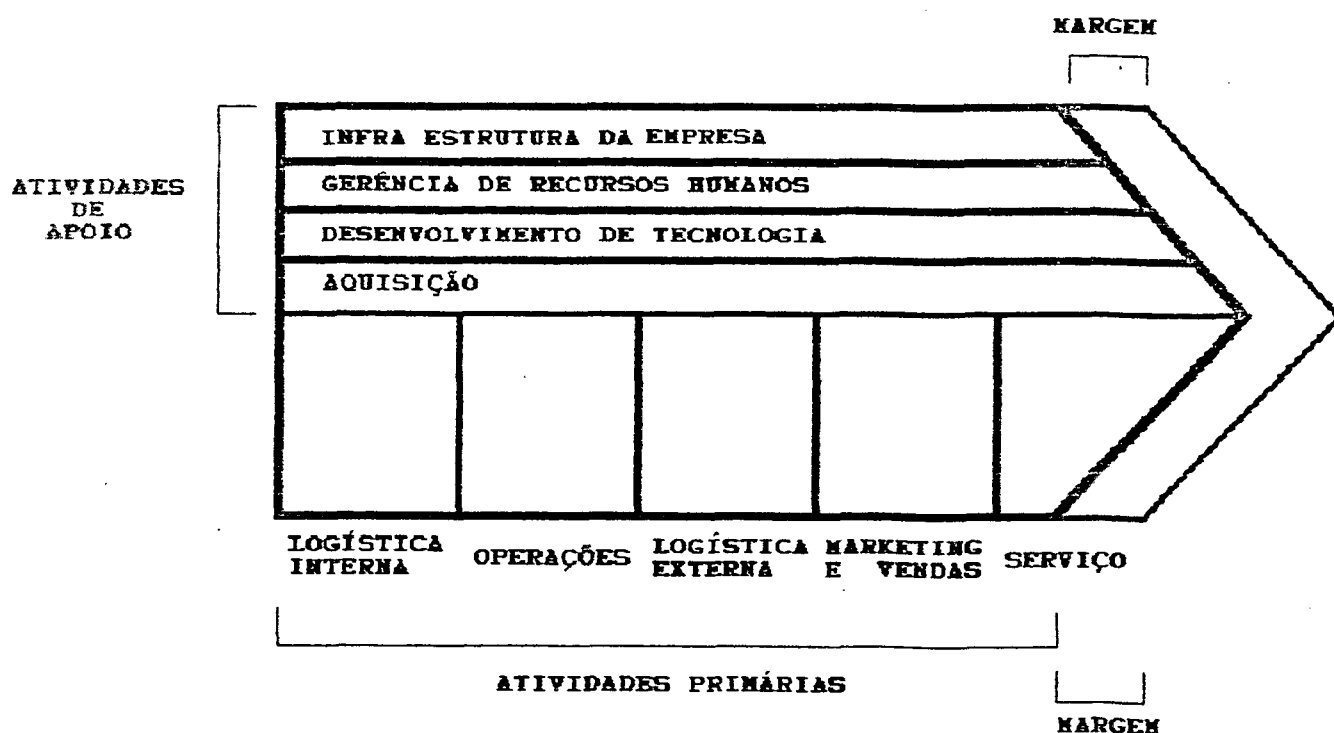 MARGEM
INFRA ESTRUTURA DA EMPRESA
GERÊNCIA DE RECURSOS HUMANOS
DESENVOLVIMENTO DE TECNOLOGIA
AQUISIÇÃO
ATIVIDADES
DE
APOIO
LOGÍSTICA
INTERNA
OPERAÇÕES
LOGÍSTICA
EXTERNA
MARKETING
E VENDAS
SERVIÇO
ATIVIDADES PRIMÁRIAS
MARGEM